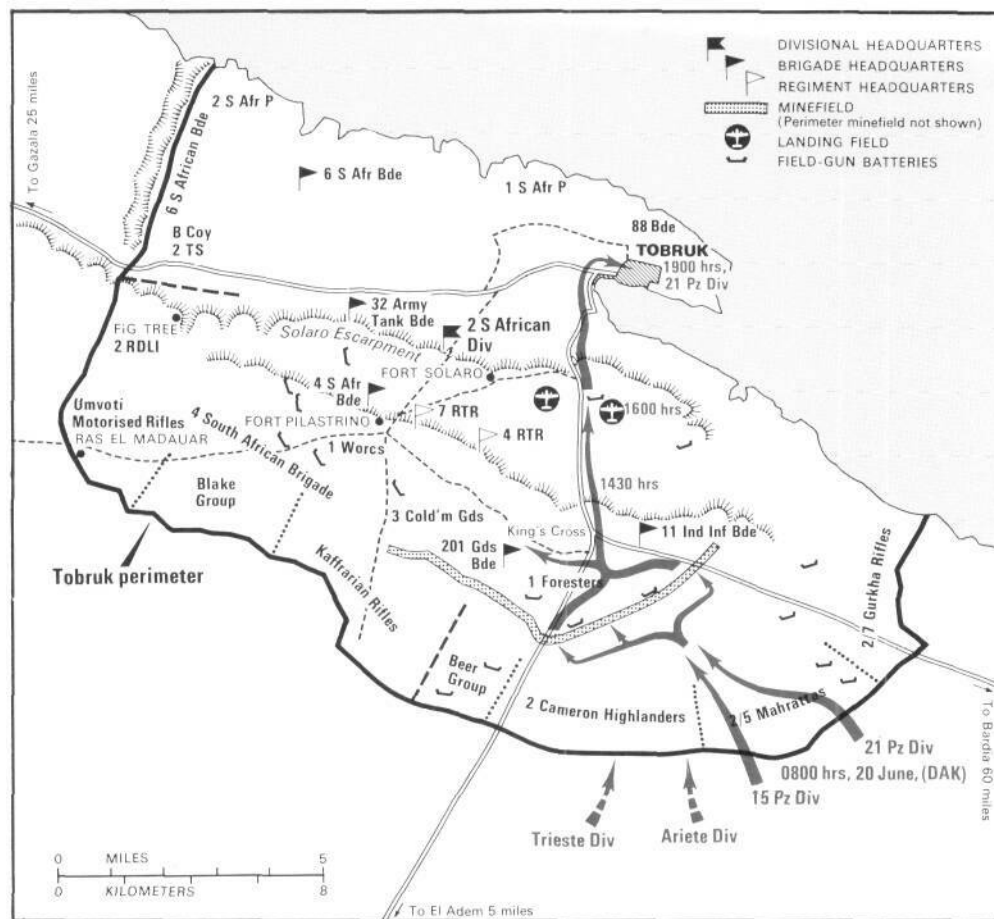 DIVISIONAL HEADQUARTERS
BRIGADE HEADQUARTERS
REGIMENT HEADQUARTERS
MINEFIELD
(Perimeter minefield not shown)
LANDING FIELD
FIELD-GUN BATTERIES
To Gazala 25 miles
2 S Afr P
6 S African Bde
6 S Afr Bde
1 S Afr P
B Coy
2 TS
88 Bde
TOBRUK
1900 hrs,
21 Pz Div
32 Army
Tank Bde
FiG TREE
2 RDLI
Solaro Escarpment
2 S African
Div
FORT SOLARO
4 S Afr
Bde
1600 hrs
Umvoti
Motorised Rifles
RAS EL MADAUAR
FORT PILASTRINO
7 RTR
4 RTR
4 South African Brigade
1 Worcs
Blake
Group
1430 hrs
3 Cold'm Gds
King's Cross
11 Ind Inf Bde
Tobruk perimeter
201 Gds
Bde
1 Foresters
Kaffrarian Rifles
2/7 Gurkha Rifles
Beer
Group
2 Cameron Highlanders
2/5 Mahrattas
21 Pz Div
0800 hrs, 20 June, (DAK)
15 Pz Div
To Bardia 60 miles
Trieste Div
Ariete Div
0 MILES 5
0 KILOMETERS 8
To El Adem 5 miles